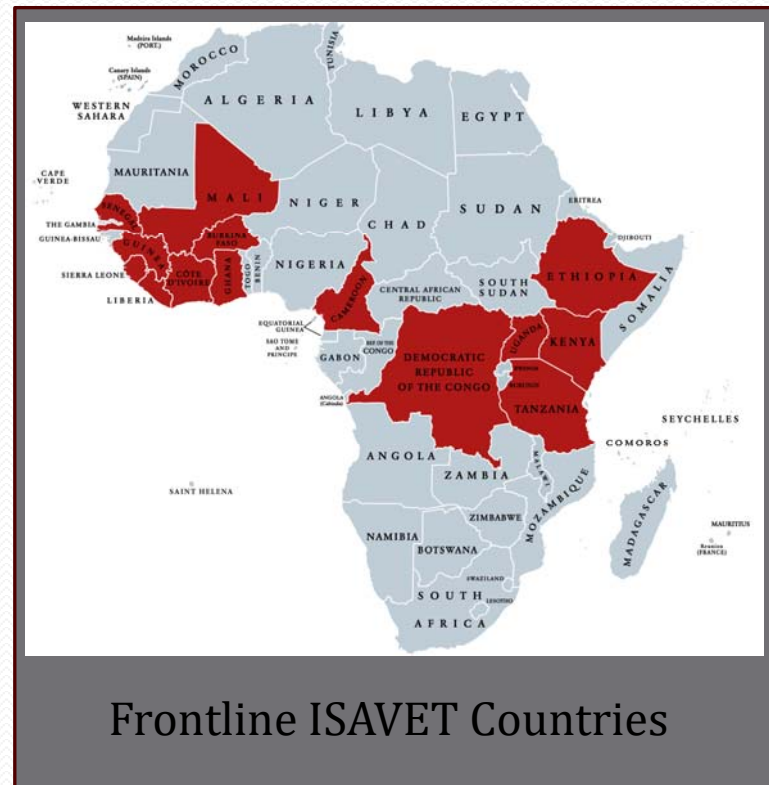 Madeira Islands
(PORT.)
TUNISIA
MOROCCO
Canary Islands
(SPAIN)
ALGERIA
LIBYA
EGYPT
WESTERN
SAHARA
MAURITANIA
MALI
NIGER
CHAD
SUDAN
ERITREA
CAPE
VERDE
SENEGAL
THE GAMBIA
GUINEA-BISSAU
GUINEA
BURKINA
FASO
DJIBOUTI
NIGERIA
BENIN
TOGO
GHANA
CÔTE
D'IVOIRE
SIERRA LEONE
LIBERIA
CAMEROON
CENTRAL AFRICAN
REPUBLIC
SOUTH
SUDAN
ETHIOPIA
SOMALIA
EQUATORIAL
GUINEA
SAO TOME
AND
PRINCIPE
GABON
REP OF THE
CONGO
DEMOCRATIC
REPUBLIC
OF THE CONGO
UGANDA
KENYA
RWANDA
BURUNDI
TANZANIA
ANGOLA
(Cabinda)
SEYCHELLES
COMOROS
ANGOLA
ZAMBIA
MALAWI
MOZAMBIQUE
SAINT HELENA
ZIMBABWE
MADAGASCAR
MAURITIUS
Reunion
(FRANCE)
NAMIBIA
BOTSWANA
SWAZILAND
LESOTHO
SOUTH
AFRICA
Frontline ISAVET Countries